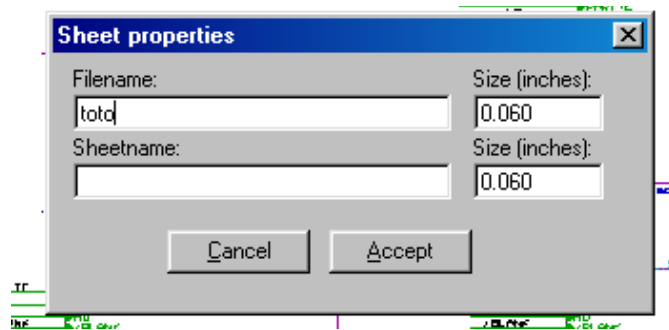 Sheet properties
Filename: Size (inches):
toto 0.060
Sheetname: Size (inches):
0.060
Cancel Accept